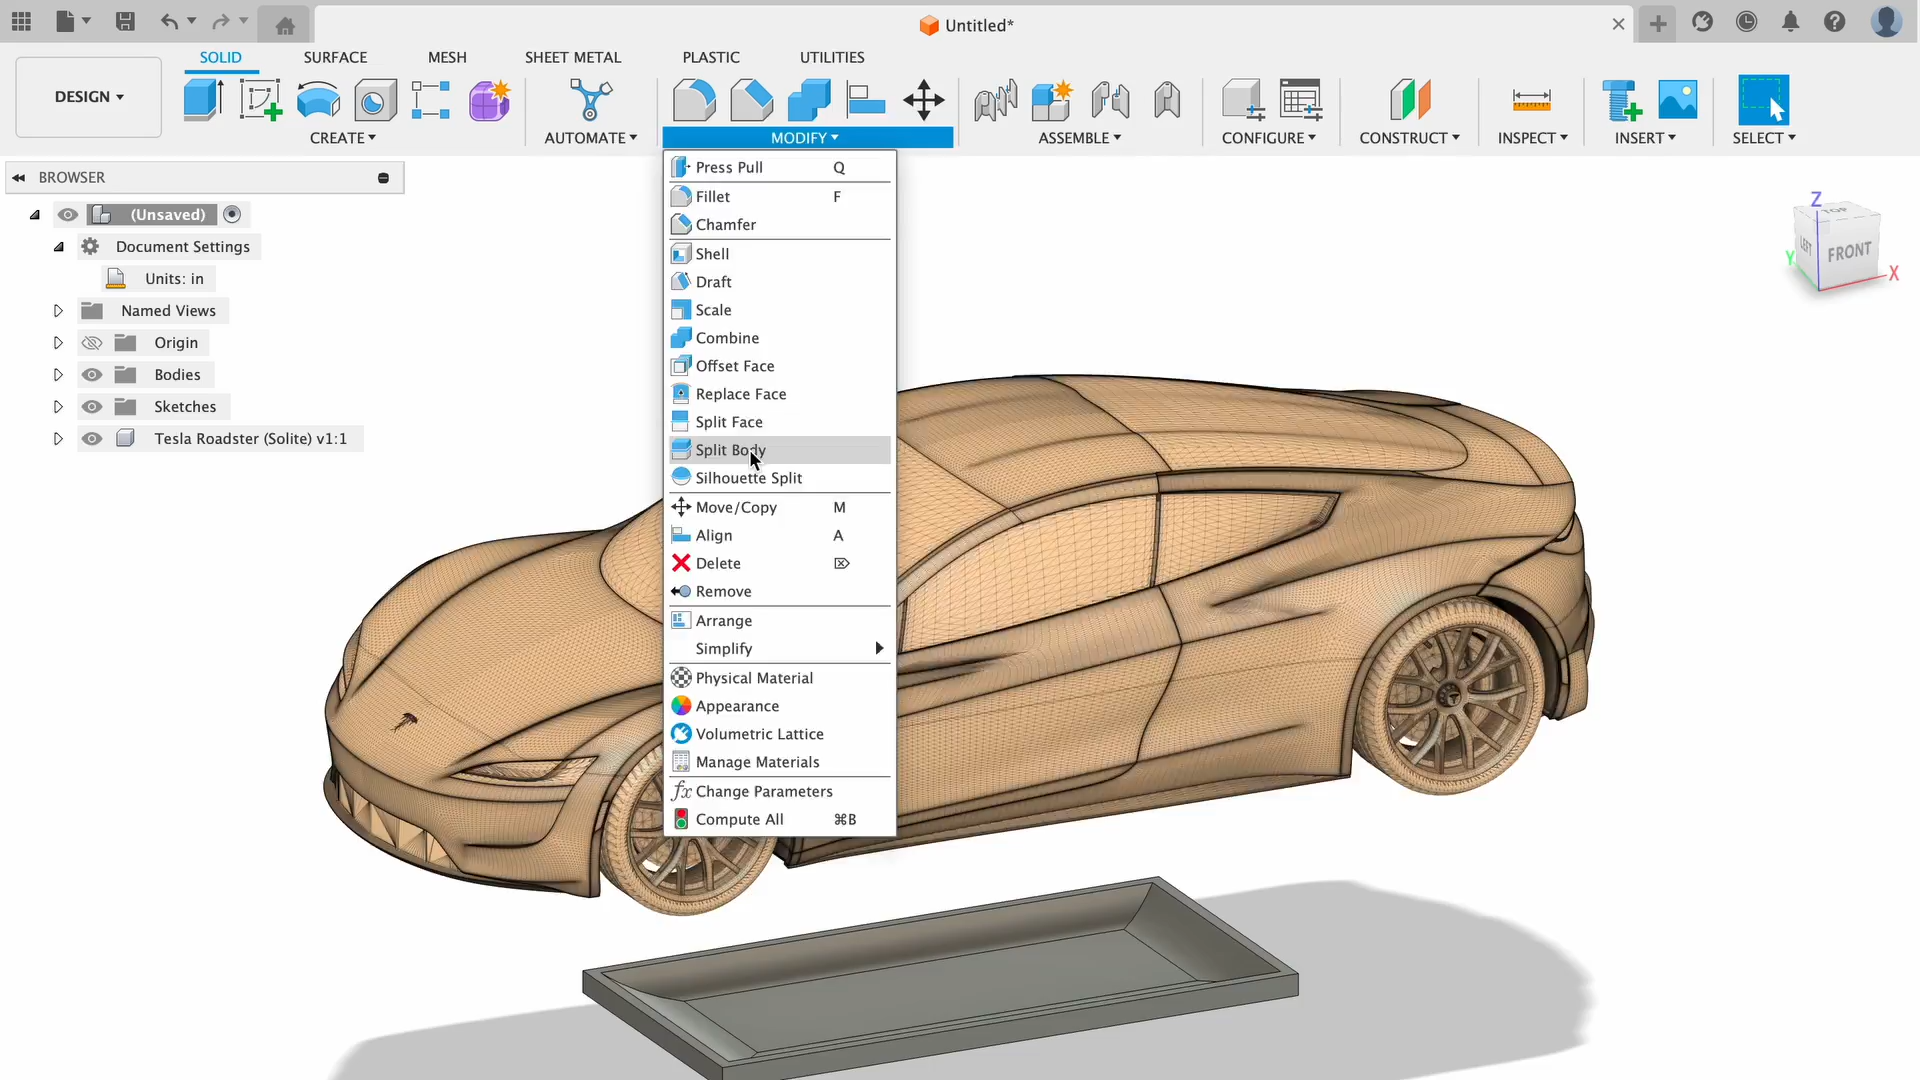 Untitled*
SOLID SURFACE MESH SHEET METAL PLASTIC UTILITIES
DESIGN
CREATE AUTOMATE MODIFY ASSEMBLE CONFIGURE CONSTRUCT INSPECT INSERT SELECT
BROWSER
(Unsaved)
Document Settings
Units: in
Named Views
Origin
Bodies
Sketches
Tesla Roadster (Solite) v1:1
Press Pull Q
Fillet F
Chamfer
Shell
Draft
Scale
Combine
Offset Face
Replace Face
Split Face
Split Body
Silhouette Split
Move/Copy M
Align A
Delete
Remove
Arrange
Simplify
Physical Material
Appearance
Volumetric Lattice
Manage Materials
fx Change Parameters
Compute All ⌘B
Z
TOP
LEFT FRONT
Y X